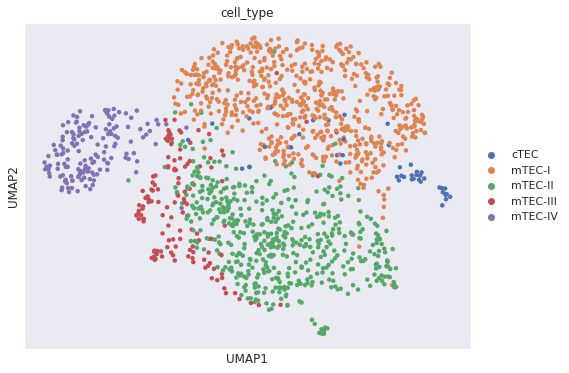 cell_type
UMAP2
cTEC
mTEC-I
mTEC-II
mTEC-III
mTEC-IV
UMAP1